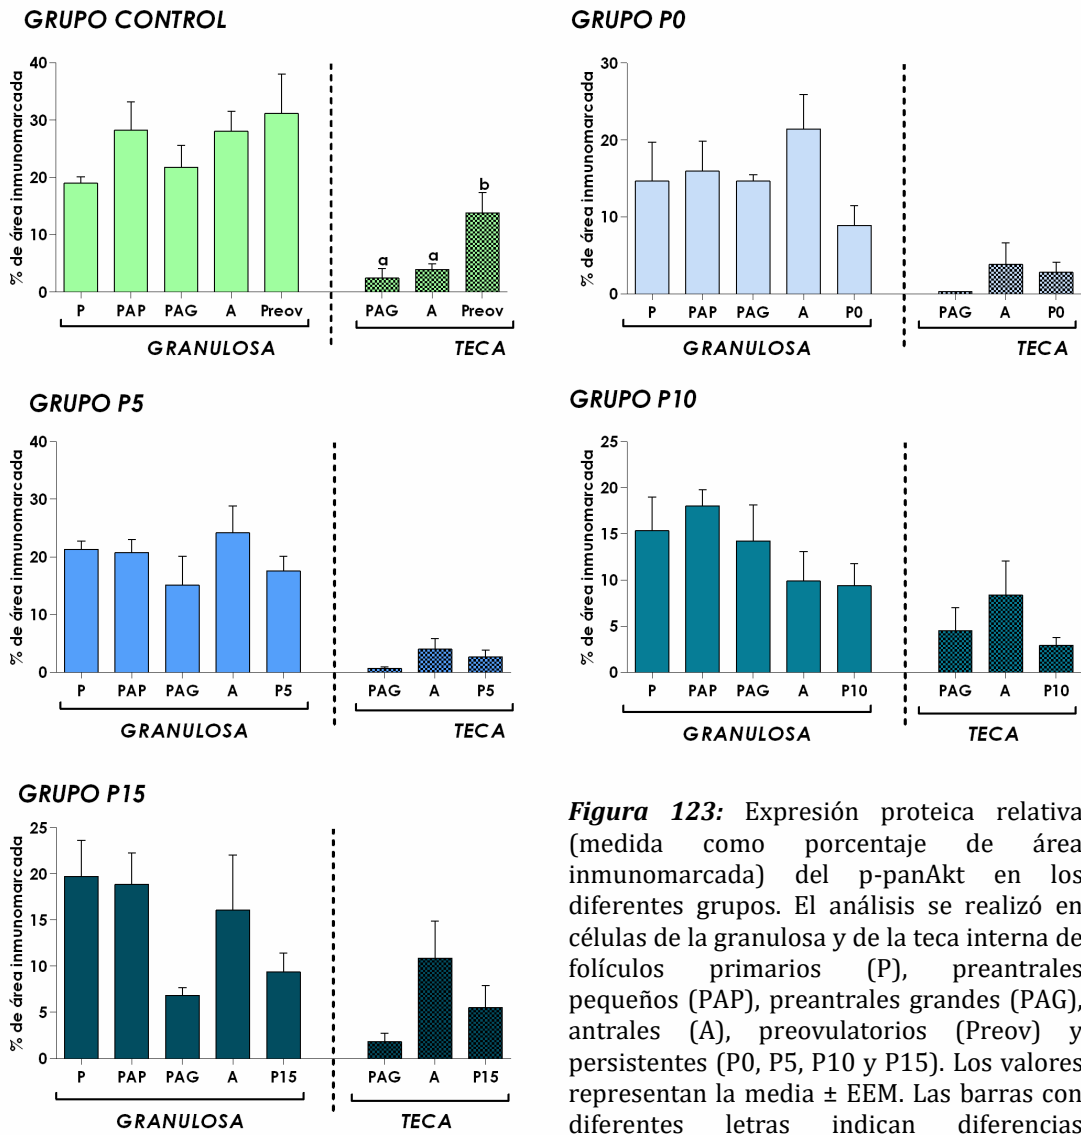 GRUPO CONTROL
% de área inmunomarcada
40
30
20
10
0
a
a
b
P PAP PAG A Preov PAG A Preov
GRANULOSA TECA
GRUPO P0
% de área inmunomarcada
30
20
10
0
P PAP PAG A P0 PAG A P0
GRANULOSA TECA
GRUPO P5
% de área inmunomarcada
40
30
20
10
0
P PAP PAG A P5 PAG A P5
GRANULOSA TECA
GRUPO P10
% de área inmunomarcada
25
20
15
10
5
0
P PAP PAG A P10 PAG A P10
GRANULOSA TECA
GRUPO P15
% de área inmunomarcada
25
20
15
10
5
0
P PAP PAG A P15 PAG A P15
GRANULOSA TECA
Figura 123: Expresión proteica relativa
(medida como porcentaje de área
inmunomarcada) del p-panAkt en los
diferentes grupos. El análisis se realizó en
células de la granulosa y de la teca interna de
folículos primarios (P), preantrales
pequeños (PAP), preantrales grandes (PAG),
antrales (A), preovulatorios (Preov) y
persistentes (P0, P5, P10 y P15). Los valores
representan la media ± EEM. Las barras con
diferentes letras indican diferencias